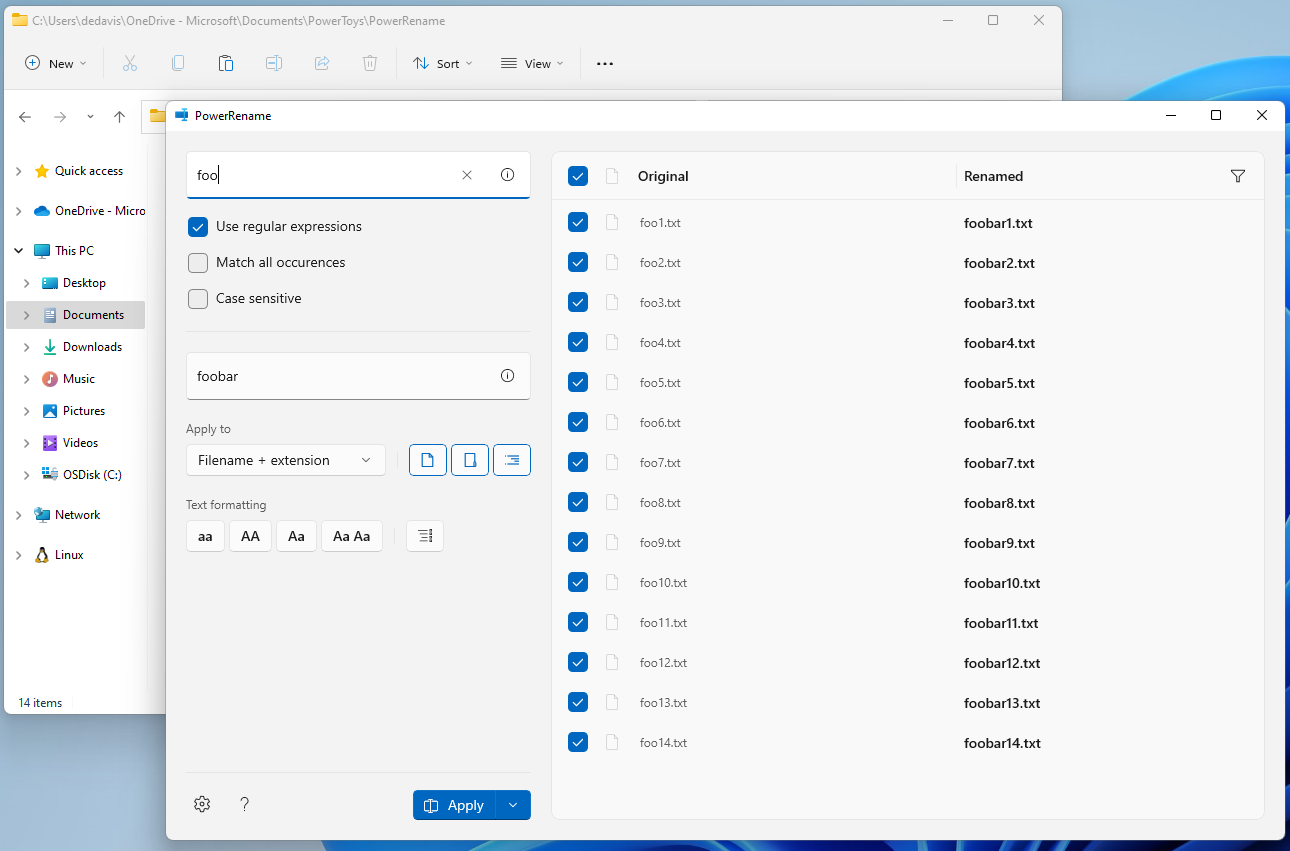 C:\Users\dedavis\OneDrive - Microsoft\Documents\PowerToys\PowerRename
New
Sort
View
Quick access
OneDrive - Micro
This PC
Desktop
Documents
Downloads
Music
Pictures
Videos
OSDisk (C:)
Network
Linux
14 items
PowerRename
foo
Use regular expressions
Match all occurences
Case sensitive
foobar
Apply to
Filename + extension
Text formatting
aa AA Aa Aa Aa
? Apply
Original Renamed
foo1.txt foobar1.txt
foo2.txt foobar2.txt
foo3.txt foobar3.txt
foo4.txt foobar4.txt
foo5.txt foobar5.txt
foo6.txt foobar6.txt
foo7.txt foobar7.txt
foo8.txt foobar8.txt
foo9.txt foobar9.txt
foo10.txt foobar10.txt
foo11.txt foobar11.txt
foo12.txt foobar12.txt
foo13.txt foobar13.txt
foo14.txt foobar14.txt